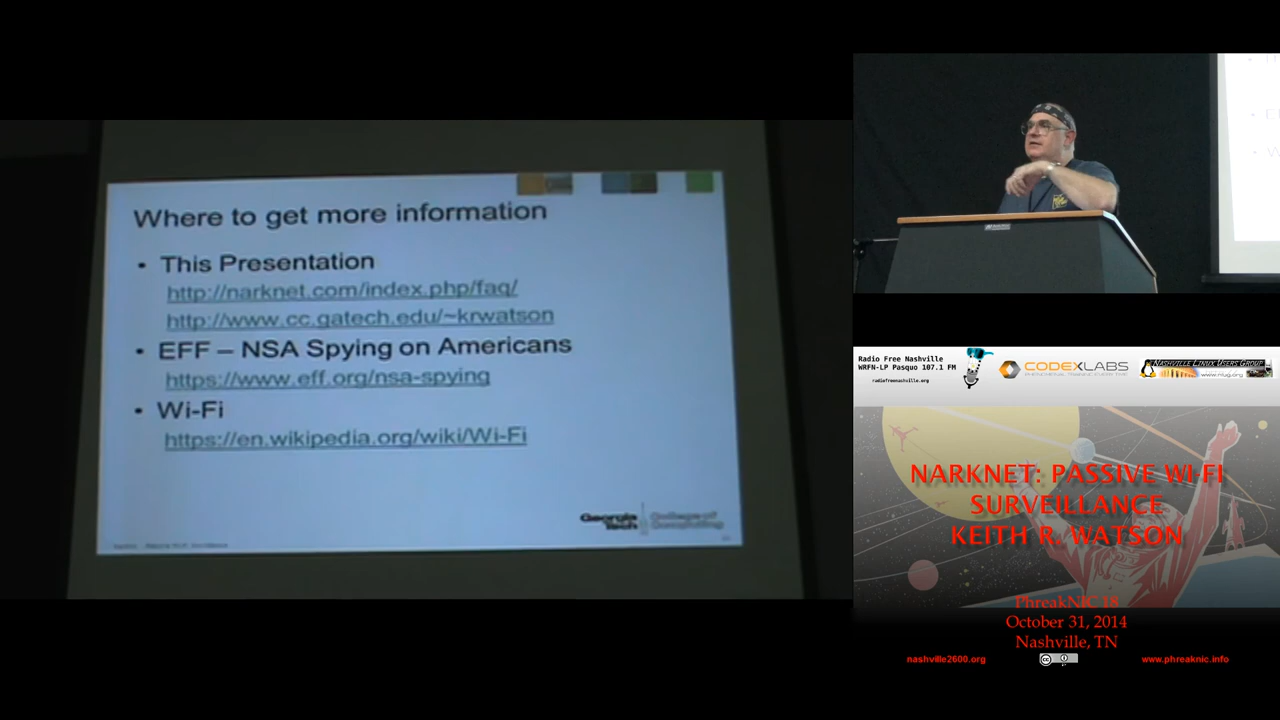 Where to get more information
• This Presentation
http://narknet.com/index.php/faq/
http://www.cc.gatech.edu/~krwatson
• EFF – NSA Spying on Americans
https://www.eff.org/nsa-spying
• Wi-Fi
https://en.wikipedia.org/wiki/Wi-Fi
Georgia Tech College of Computing
Radio Free Nashville
WRFN-LP Pasquo 107.1 FM
radiofreenashville.org
CODEXLABS
NASHVILLE LINUX USERS GROUP
www.nlug.org
NARKNET: PASSIVE WI-FI
SURVEILLANCE
KEITH R. WATSON
PhreakNIC 18
October 31, 2014
Nashville, TN
nashville2600.org
cc
www.phreaknic.info